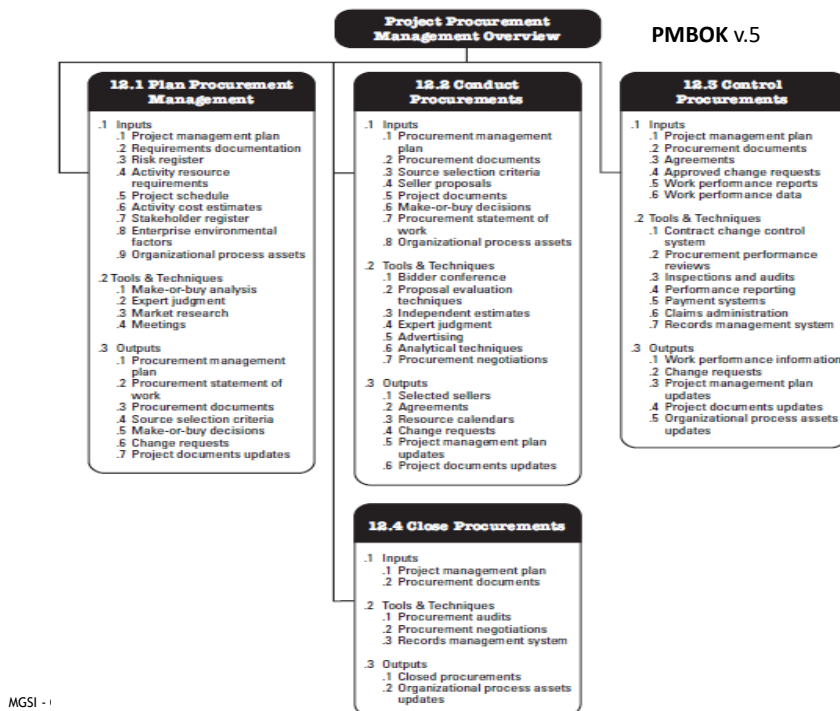 Project Procurement
Management Overview
PMBOK v.5
12.1 Plan Procurement
Management
.1 Inputs
.1 Project management plan
.2 Requirements documentation
.3 Risk register
.4 Activity resource
requirements
.5 Project schedule
.6 Activity cost estimates
.7 Stakeholder register
.8 Enterprise environmental
factors
.9 Organizational process assets
.2 Tools & Techniques
.1 Make-or-buy analysis
.2 Expert judgment
.3 Market research
.4 Meetings
.3 Outputs
.1 Procurement management
plan
.2 Procurement statement of
work
.3 Procurement documents
.4 Source selection criteria
.5 Make-or-buy decisions
.6 Change requests
.7 Project documents updates
12.2 Conduct
Procurements
.1 Inputs
.1 Procurement management
plan
.2 Procurement documents
.3 Source selection criteria
.4 Seller proposals
.5 Project documents
.6 Make-or-buy decisions
.7 Procurement statement of
work
.8 Organizational process assets
.2 Tools & Techniques
.1 Bidder conference
.2 Proposal evaluation
techniques
.3 Independent estimates
.4 Expert judgment
.5 Advertising
.6 Analytical techniques
.7 Procurement negotiations
.3 Outputs
.1 Selected sellers
.2 Agreements
.3 Resource calendars
.4 Change requests
.5 Project management plan
updates
.6 Project documents updates
12.3 Control
Procurements
.1 Inputs
.1 Project management plan
.2 Procurement documents
.3 Agreements
.4 Approved change requests
.5 Work performance reports
.6 Work performance data
.2 Tools & Techniques
.1 Contract change control
system
.2 Procurement performance
reviews
.3 Inspections and audits
.4 Performance reporting
.5 Payment systems
.6 Claims administration
.7 Records management system
.3 Outputs
.1 Work performance information
.2 Change requests
.3 Project management plan
updates
.4 Project documents updates
.5 Organizational process assets
updates
12.4 Close Procurements
.1 Inputs
.1 Project management plan
.2 Procurement documents
.2 Tools & Techniques
.1 Procurement audits
.2 Procurement negotiations
.3 Records management system
.3 Outputs
.1 Closed procurements
.2 Organizational process assets
updates
MGSI -